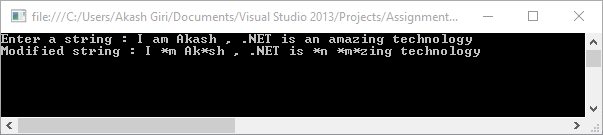 file:///C:/Users/Akash Giri/Documents/Visual Studio 2013/Projects/Assignment...
Enter a string : I am Akash , .NET is an amazing technology
Modified string : I *m Ak*sh , .NET is *n *m*zing technology